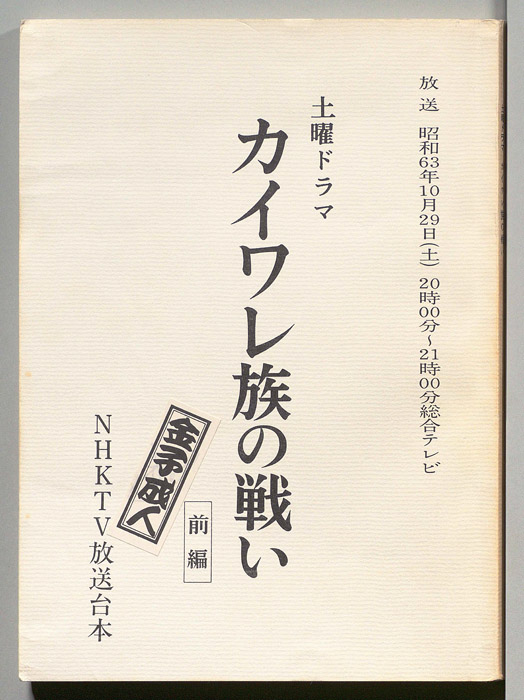 放送 昭和63年10月29日(土) 20時00分〜21時00分総合テレビ
土曜ドラマ
カイワレ族の戦い
前編
金子成人
NHKTV放送台本